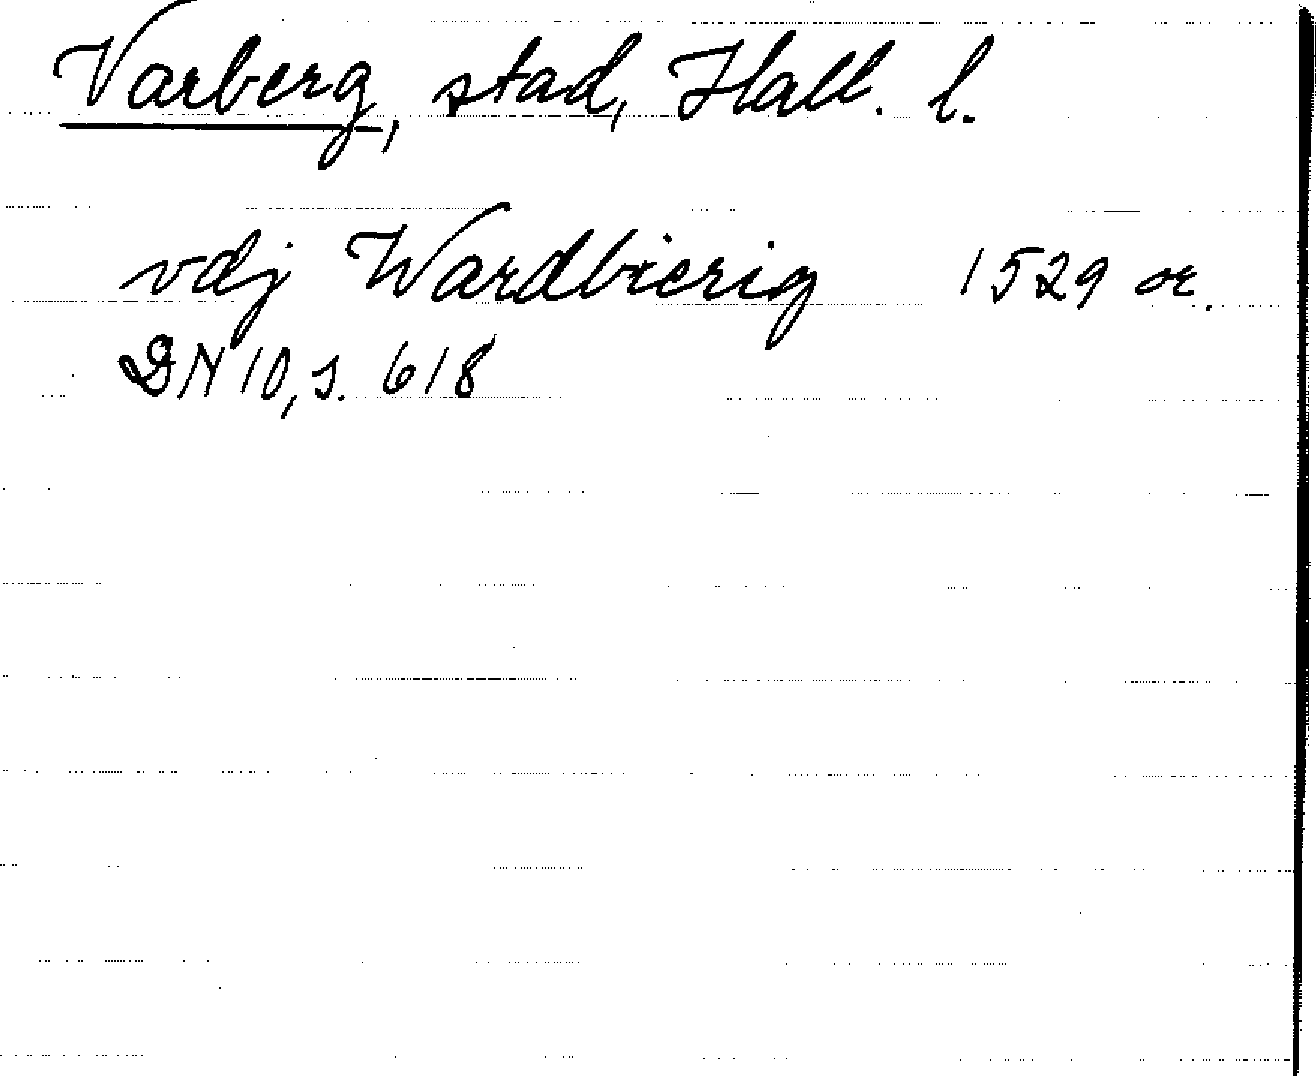 Varberg, stad, Hall. l.
vdj Wardbierig 1529 or.
DN 10, s. 618